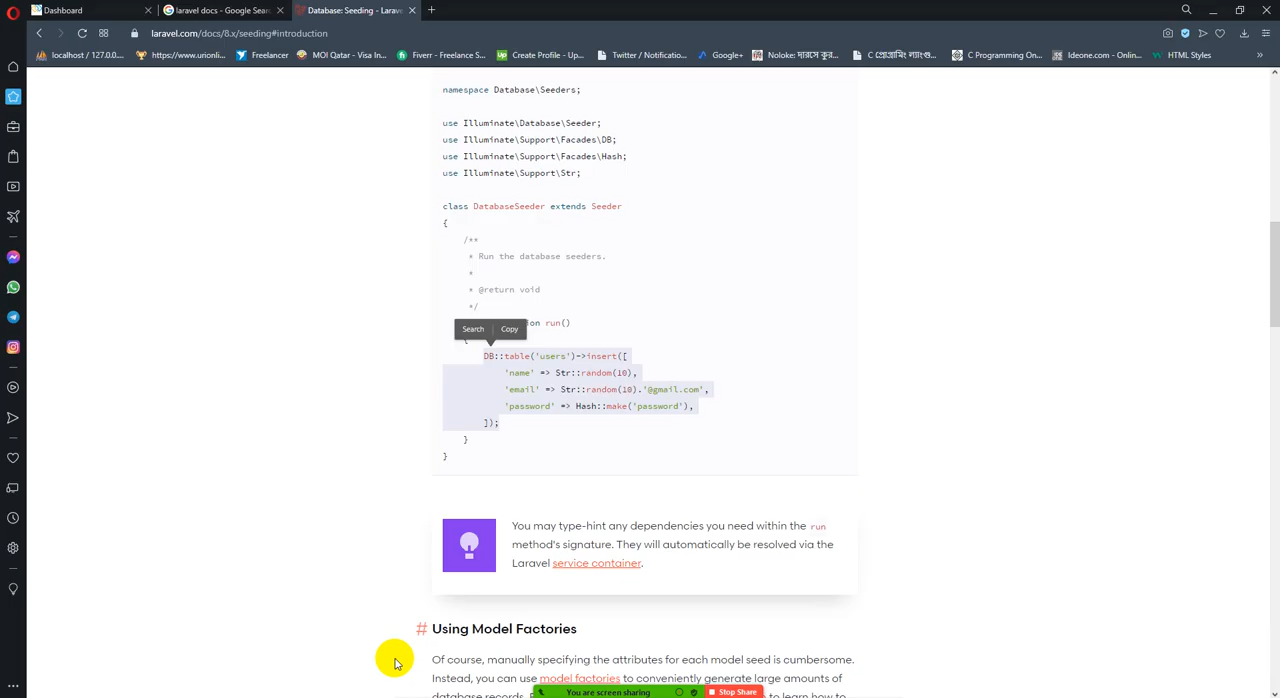 Dashboard
laravel docs - Google Sear
Database: Seeding - Larave
laravel.com/docs/8.x/seeding#introduction
localhost / 127.0.0....
https://www.urionli...
Freelancer
MOI Qatar - Visa In...
Fiverr - Freelance S...
Create Profile - Up...
Twitter / Notificatio...
Google+
Noloke: দারসে কুর...
C প্রোগ্রামিং ল্যাংগু...
C Programming On...
Ideone.com - Onlin...
HTML Styles
namespace Database\Seeders;
use Illuminate\Database\Seeder;
use Illuminate\Support\Facades\DB;
use Illuminate\Support\Facades\Hash;
use Illuminate\Support\Str;
class DatabaseSeeder extends Seeder
{
/**
* Run the database seeders.
*
* @return void
*/
Search Copy
ion run()
{
DB::table('users')->insert([
'name' => Str::random(10),
'email' => Str::random(10).'@gmail.com',
'password' => Hash::make('password'),
]);
}
}
You may type-hint any dependencies you need within the run
method's signature. They will automatically be resolved via the
Laravel service container.
# Using Model Factories
Of course, manually specifying the attributes for each model seed is cumbersome.
Instead, you can use model factories to conveniently generate large amounts of
You are screen sharing
Stop Share